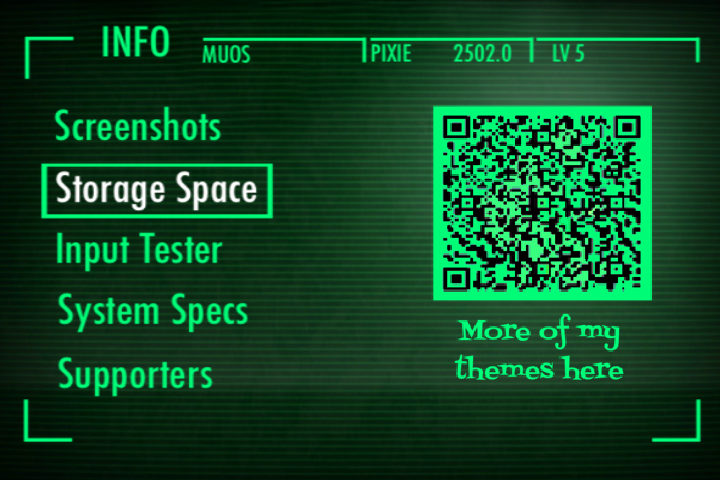 INFO MUOS PIXIE 2502.0 LV 5
Screenshots
Storage Space
Input Tester
System Specs
Supporters
More of my
themes here